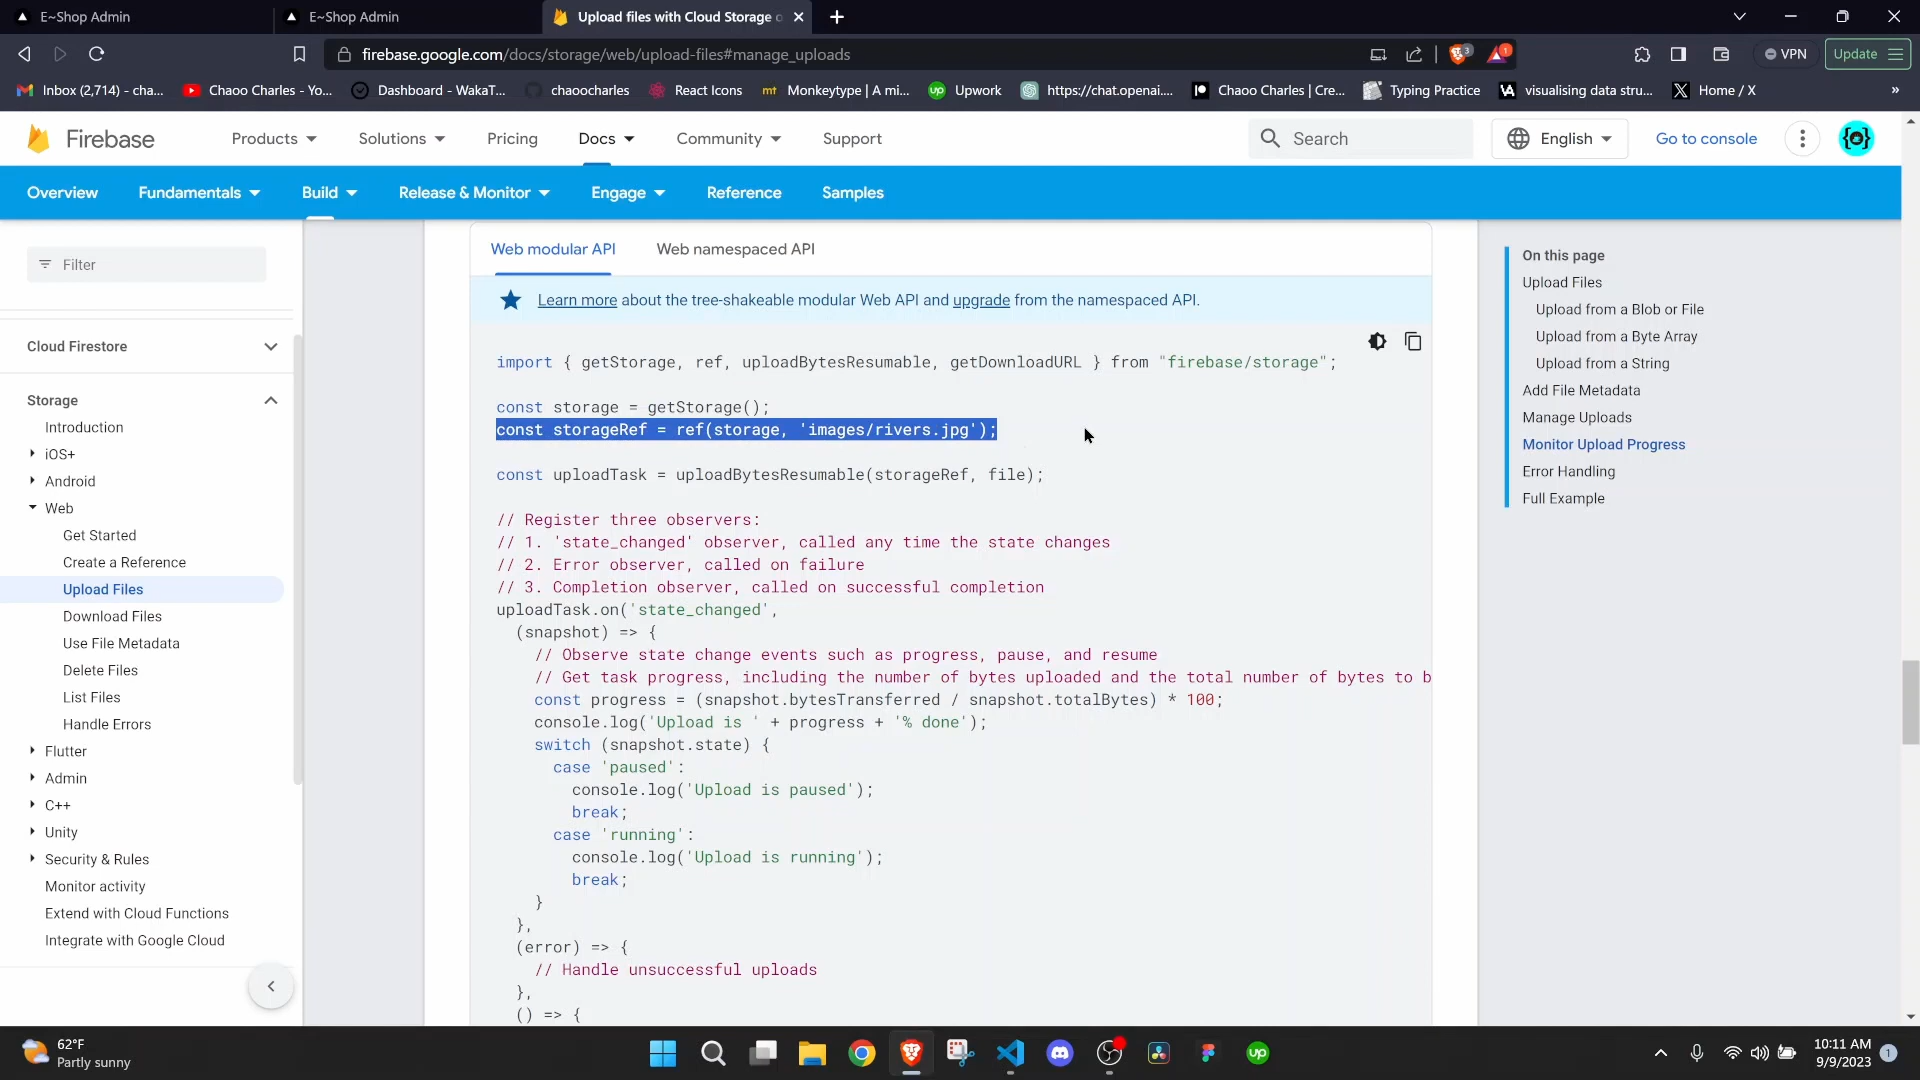 E~Shop Admin
E~Shop Admin
Upload files with Cloud Storage o
firebase.google.com/docs/storage/web/upload-files#manage_uploads
3
1
VPN
Update
Inbox (2,714) - cha...
Chaoo Charles - Yo...
Dashboard - WakaT...
chaoocharles
React Icons
mt Monkeytype | A mi...
up Upwork
https://chat.openai....
Chaoo Charles | Cre...
Typing Practice
VA visualising data stru...
X Home / X
»
Firebase
Products
Solutions
Pricing
Docs
Community
Support
Search
English
Go to console
Overview
Fundamentals
Build
Release & Monitor
Engage
Reference
Samples
Filter
Cloud Firestore
Storage
Introduction
iOS+
Android
Web
Get Started
Create a Reference
Upload Files
Download Files
Use File Metadata
Delete Files
List Files
Handle Errors
Flutter
Admin
C++
Unity
Security & Rules
Monitor activity
Extend with Cloud Functions
Integrate with Google Cloud
Web modular API
Web namespaced API
Learn more about the tree-shakeable modular Web API and upgrade from the namespaced API.
import { getStorage, ref, uploadBytesResumable, getDownloadURL } from "firebase/storage";
const storage = getStorage();
const storageRef = ref(storage, 'images/rivers.jpg');
const uploadTask = uploadBytesResumable(storageRef, file);
// Register three observers:
// 1. 'state_changed' observer, called any time the state changes
// 2. Error observer, called on failure
// 3. Completion observer, called on successful completion
uploadTask.on('state_changed',
(snapshot) => {
// Observe state change events such as progress, pause, and resume
// Get task progress, including the number of bytes uploaded and the total number of bytes to b
const progress = (snapshot.bytesTransferred / snapshot.totalBytes) * 100;
console.log('Upload is ' + progress + '% done');
switch (snapshot.state) {
case 'paused':
console.log('Upload is paused');
break;
case 'running':
console.log('Upload is running');
break;
}
},
(error) => {
// Handle unsuccessful uploads
},
() => {
On this page
Upload Files
Upload from a Blob or File
Upload from a Byte Array
Upload from a String
Add File Metadata
Manage Uploads
Monitor Upload Progress
Error Handling
Full Example
62°F
Partly sunny
up
10:11 AM
9/9/2023
1